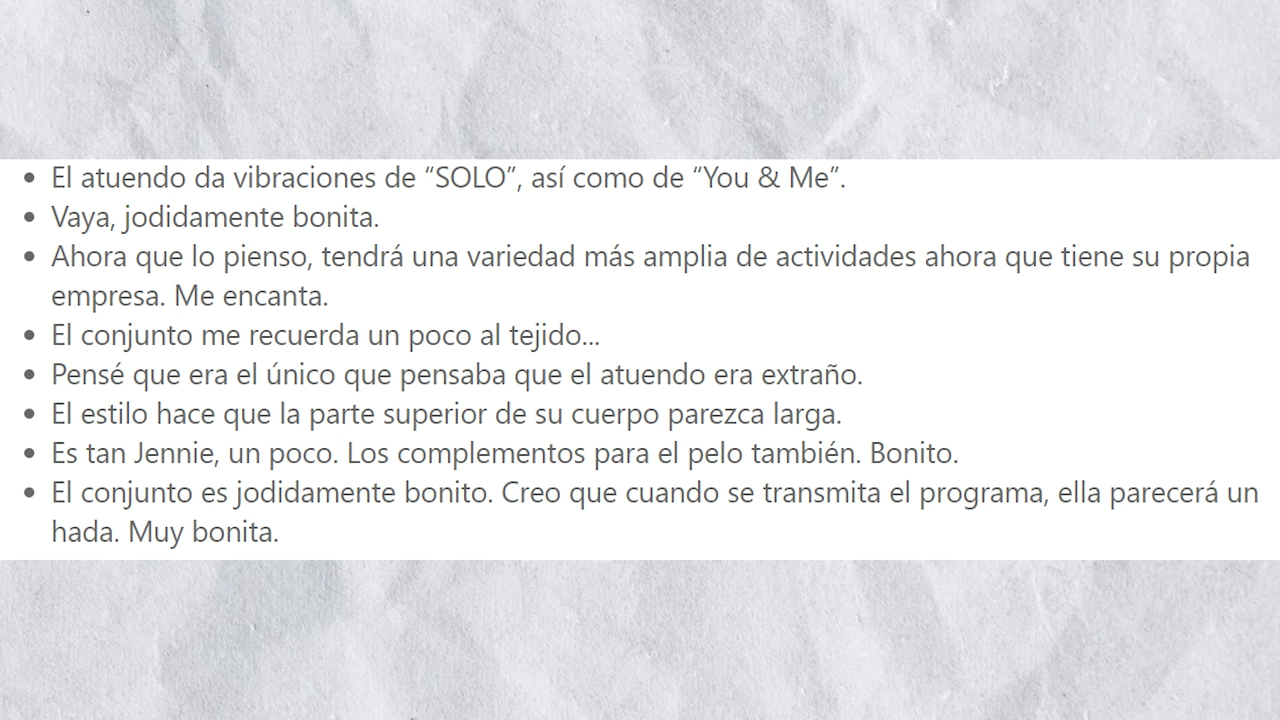 • El atuendo da vibraciones de “SOLO”, así como de “You & Me”.
• Vaya, jodidamente bonita.
• Ahora que lo pienso, tendrá una variedad más amplia de actividades ahora que tiene su propia
empresa. Me encanta.
• El conjunto me recuerda un poco al tejido...
• Pensé que era el único que pensaba que el atuendo era extraño.
• El estilo hace que la parte superior de su cuerpo parezca larga.
• Es tan Jennie, un poco. Los complementos para el pelo también. Bonito.
• El conjunto es jodidamente bonito. Creo que cuando se transmita el programa, ella parecerá un
hada. Muy bonita.